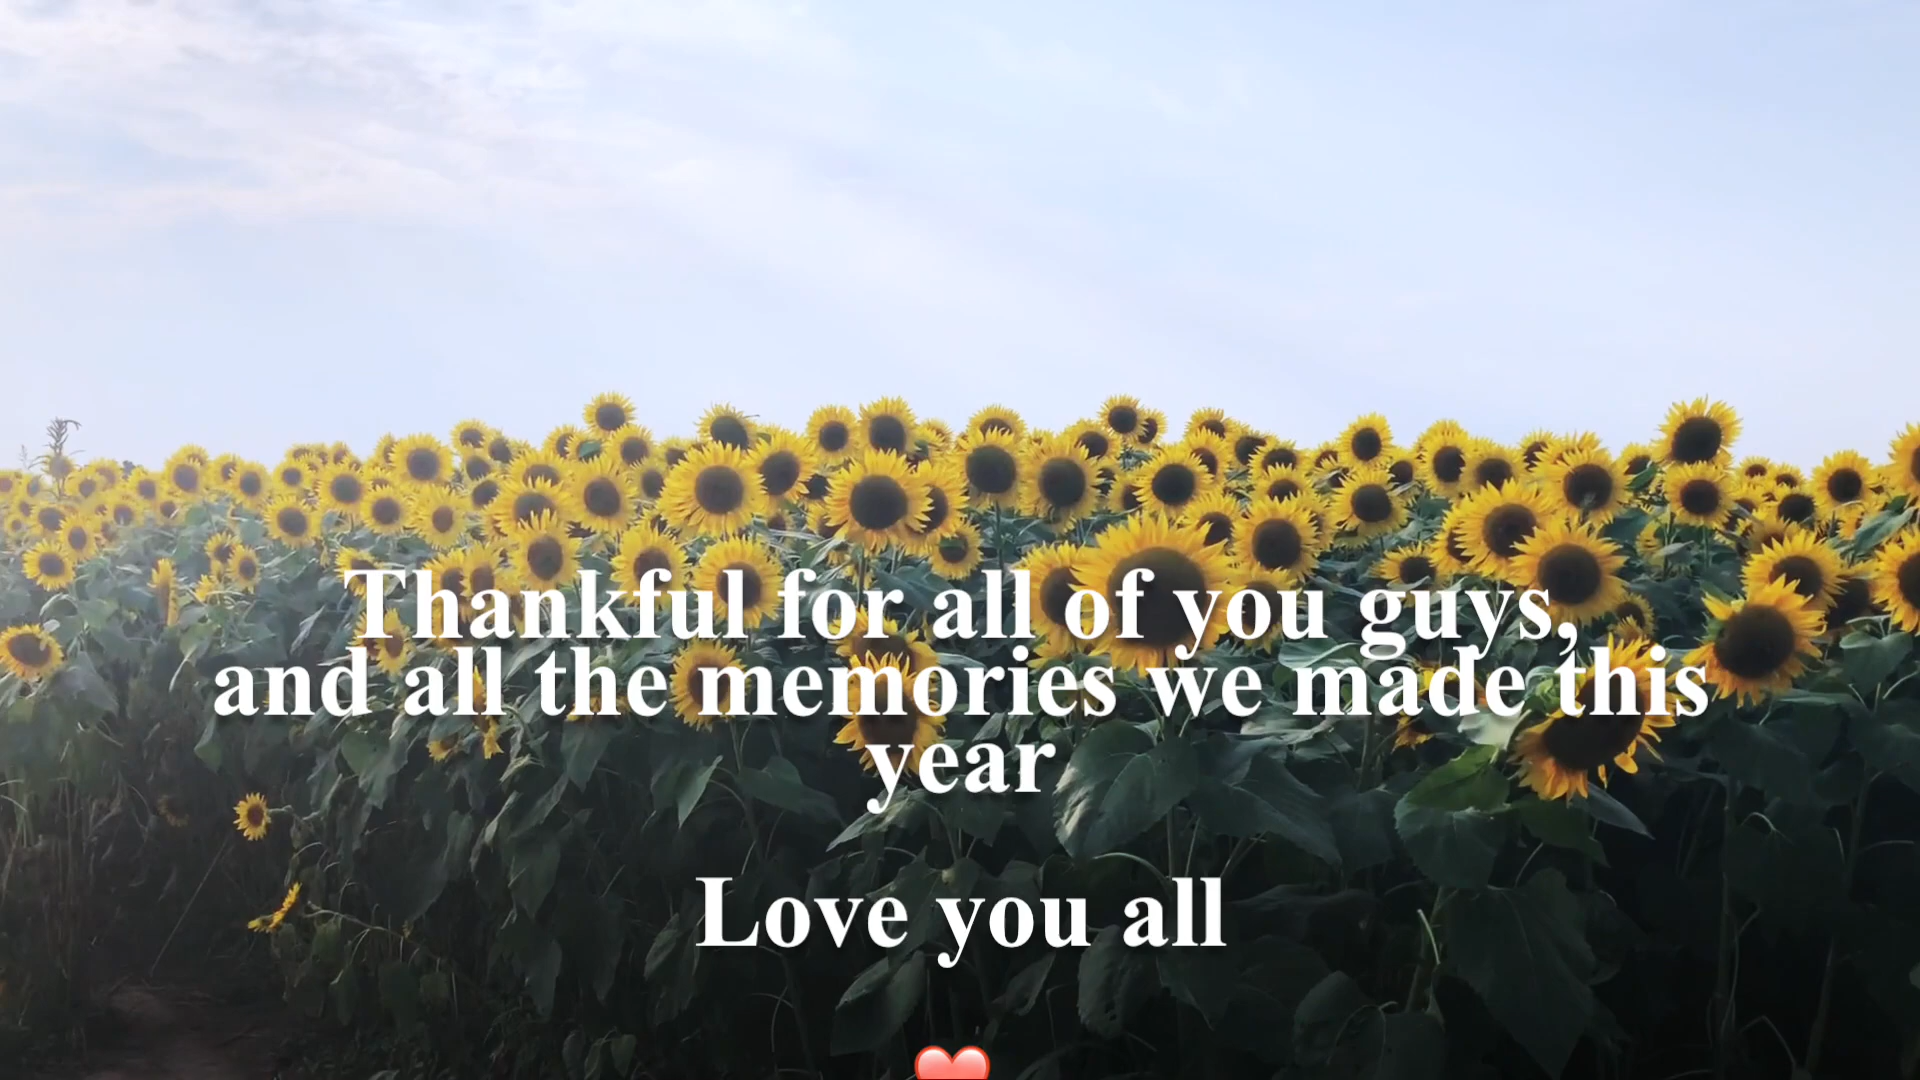 Thankful for all of you guys,
and all the memories we made this
year
Love you all
❤️